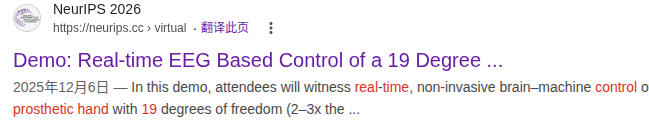 NeurIPS 2026
https://neurips.cc › virtual · 翻译此页
Demo: Real-time EEG Based Control of a 19 Degree ...
2025年12月6日 — In this demo, attendees will witness real-time, non-invasive brain–machine control o
prosthetic hand with 19 degrees of freedom (2–3x the ...